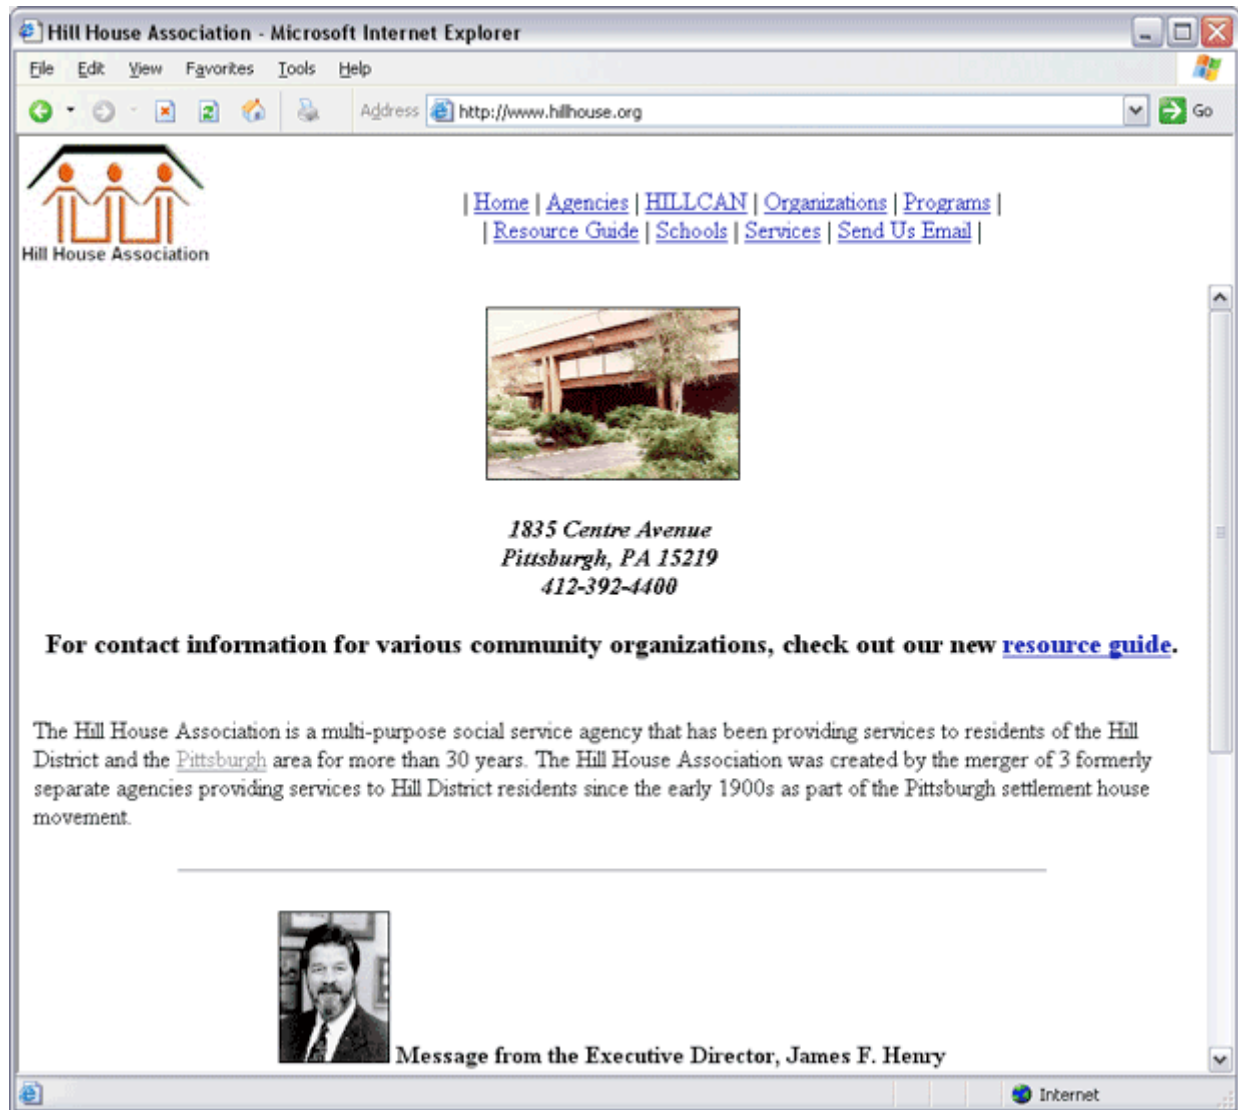 Hill House Association - Microsoft Internet Explorer
File Edit View Favorites Tools Help
Address http://www.hillhouse.org Go
Hill House Association
| Home | Agencies | HILLCAN | Organizations | Programs |
| Resource Guide | Schools | Services | Send Us Email |
1835 Centre Avenue
Pittsburgh, PA 15219
412-392-4400
For contact information for various community organizations, check out our new resource guide.
The Hill House Association is a multi-purpose social service agency that has been providing services to residents of the Hill
District and the Pittsburgh area for more than 30 years. The Hill House Association was created by the merger of 3 formerly
separate agencies providing services to Hill District residents since the early 1900s as part of the Pittsburgh settlement house
movement.
Message from the Executive Director, James F. Henry
Internet